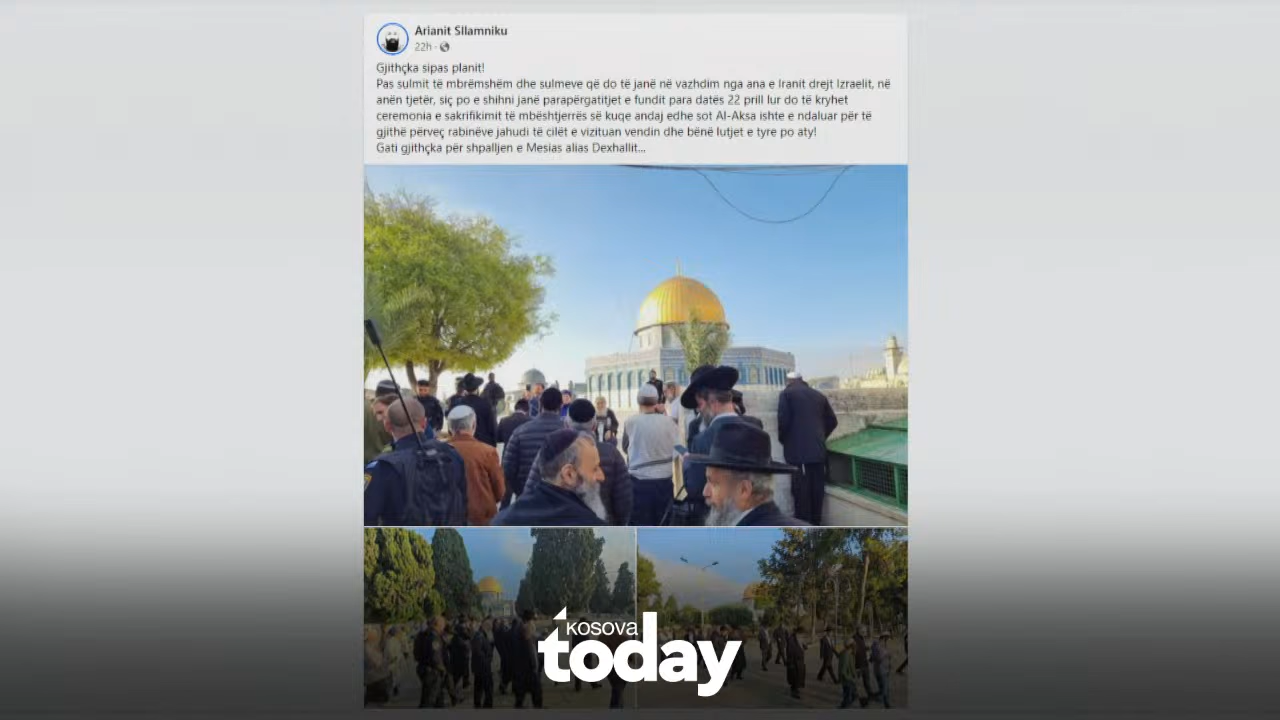 Arianit Sllamniku
22h ·
Gjithçka sipas planit!
Pas sulmit të mbrëmshëm dhe sulmeve që do të janë në vazhdim nga ana e Iranit drejt Izraelit, në
anën tjetër, siç po e shihni janë parapërgatitjet e fundit para datës 22 prill lur do të kryhet
ceremonia e sakrifikimit të mbështjerrës së kuqe andaj edhe sot Al-Aksa ishte e ndaluar për të
gjithë përveç rabinëve jahudi të cilët e vizituan vendin dhe bënë lutjet e tyre po aty!
Gati gjithçka për shpalljen e Mesias alias Dexhallit...
kosova
today